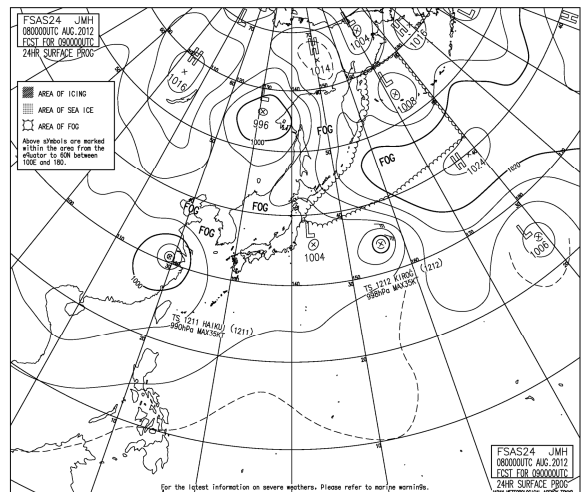 FSAS24 JMH
080000UTC AUG.2012
FCST FOR 090000UTC
24HR SURFACE PROG
AREA OF ICING
AREA OF SEA ICE
AREA OF FOG
Above symbols are marked
within the area from the
equator to 60N between
100E and 180.
H
1016
L
996
1000
H
1014
L
1004
H
1016
L
1008
FOG
FOG
H
1024
1020
FOG
FOG
FOG
L
1004
L
1006
1000
TS 1211 HAIKUI (1211)
990hPa MAX35KT
TS 1212 KIROGI (1212)
998hPa MAX35KT
For the latest information on severe weathers, Please refer to marine warnings.
FSAS24 JMH
080000UTC AUG.2012
FCST FOR 090000UTC
24HR SURFACE PROG